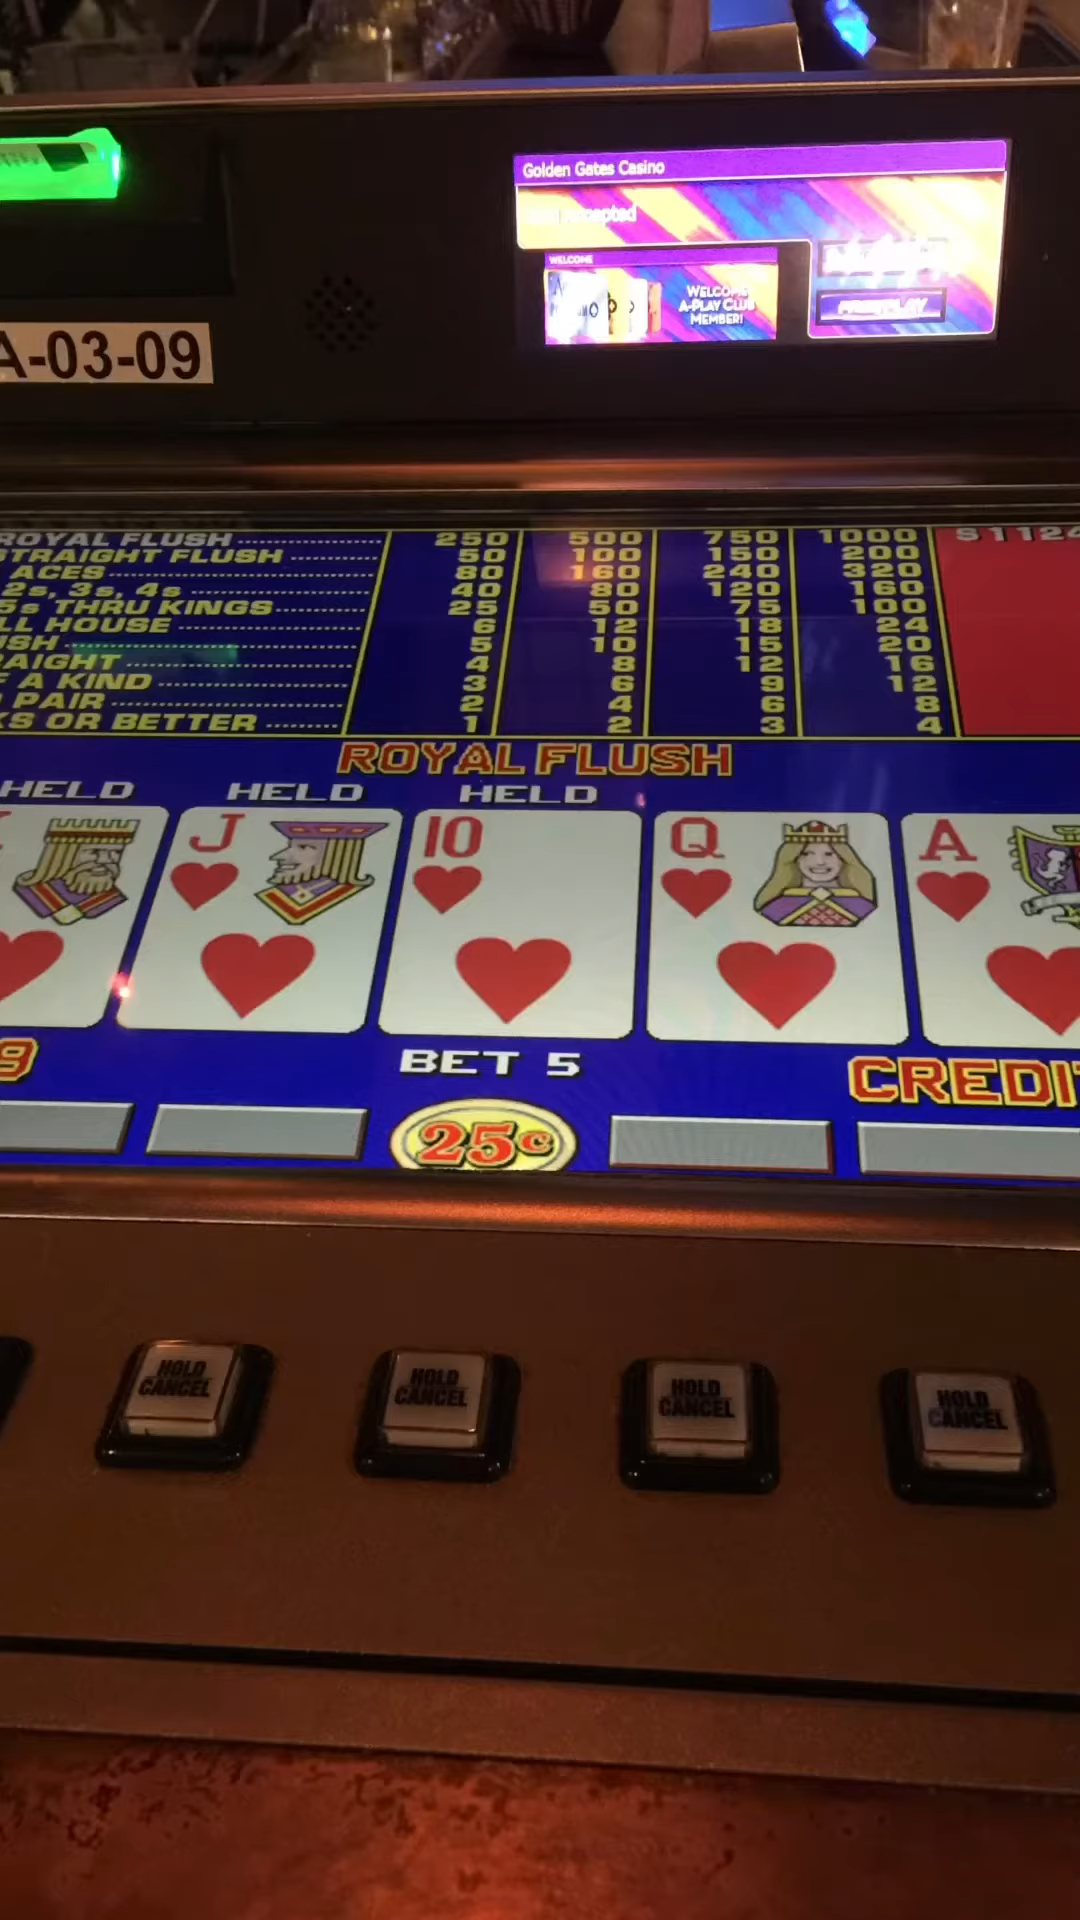 Golden Gates Casino
Accepted
WELCOME
WELCOME
A-PLAY CLUB
MEMBER!
A-03-09
ROYAL FLUSH 250 500 750 1000 $1124
STRAIGHT FLUSH 50 100 150 200
ACES 80 160 240 320
2s, 3s, 4s 40 80 120 160
5s THRU KINGS 25 50 75 100
LL HOUSE 6 12 18 24
USH 5 10 15 20
RAIGHT 4 8 12 16
F A KIND 3 6 9 12
PAIR 2 4 6 8
KS OR BETTER 1 2 3 4
ROYAL FLUSH
HELD HELD HELD
J 10 Q A
9 BET 5 CREDI
25¢
HOLD CANCEL
HOLD CANCEL
HOLD CANCEL
HOLD CANCEL